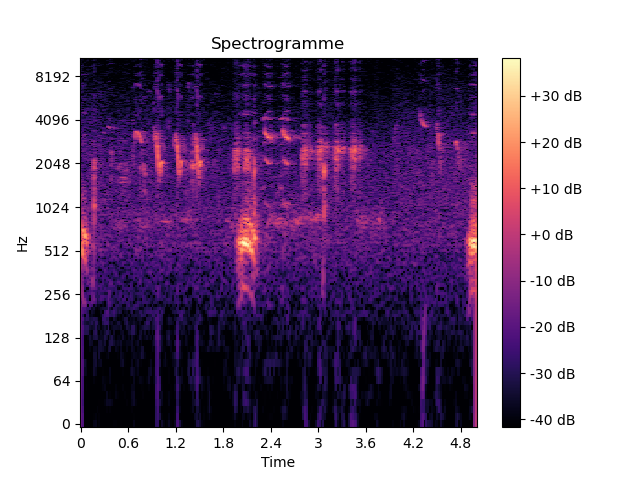 Spectrogramme
8192
4096
2048
1024
512
256
128
64
0
Hz
0 0.6 1.2 1.8 2.4 3 3.6 4.2 4.8
Time
+30 dB
+20 dB
+10 dB
+0 dB
-10 dB
-20 dB
-30 dB
-40 dB